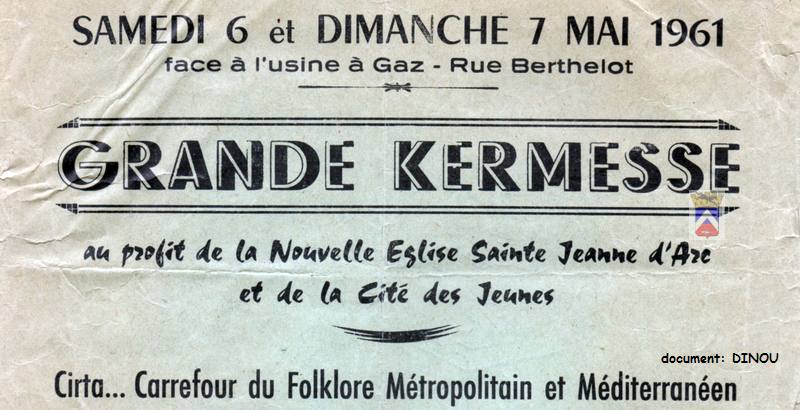 SAMEDI 6 ét DIMANCHE 7 MAI 1961
face à l'usine à Gaz - Rue Berthelot
GRANDE KERMESSE
au profit de la Nouvelle Eglise Sainte Jeanne d'Arc
et de la Cité des Jeunes
document: DINOU
Cirta... Carrefour du Folklore Métropolitain et Méditerranéen